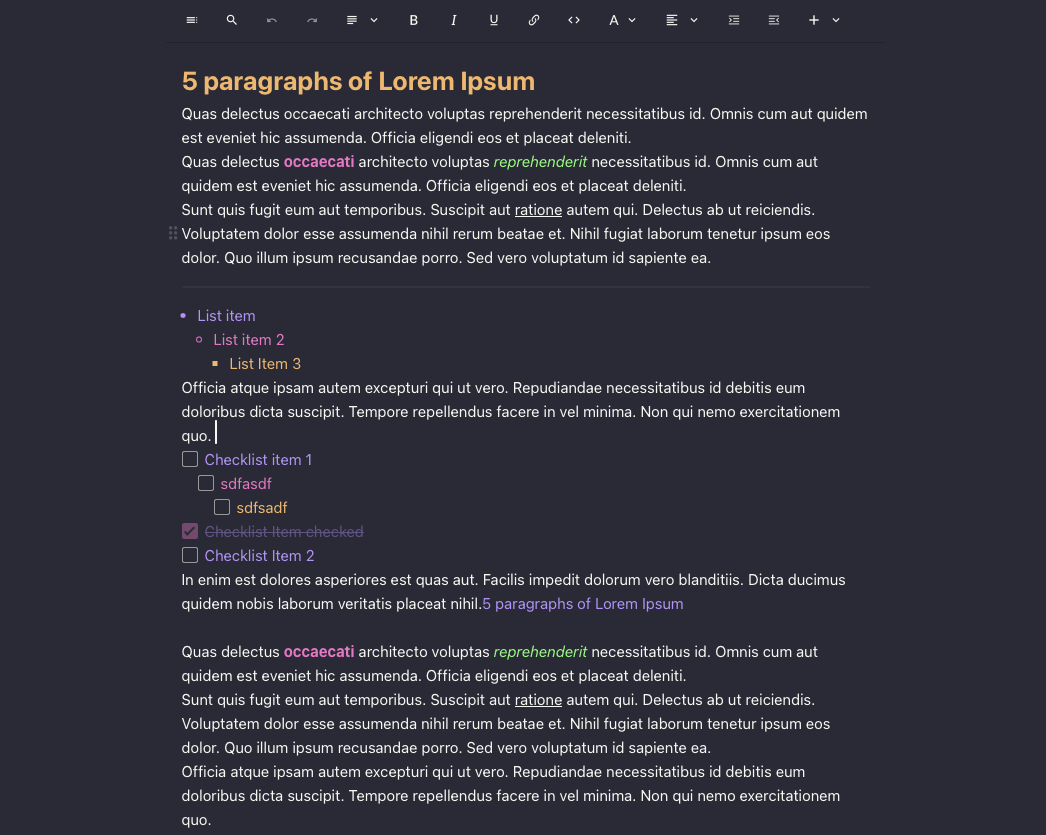 B I U A
5 paragraphs of Lorem Ipsum
Quas delectus occaecati architecto voluptas reprehenderit necessitatibus id. Omnis cum aut quidem
est eveniet hic assumenda. Officia eligendi eos et placeat deleniti.
Quas delectus occaecati architecto voluptas reprehenderit necessitatibus id. Omnis cum aut
quidem est eveniet hic assumenda. Officia eligendi eos et placeat deleniti.
Sunt quis fugit eum aut temporibus. Suscipit aut ratione autem qui. Delectus ab ut reiciendis.
Voluptatem dolor esse assumenda nihil rerum beatae et. Nihil fugiat laborum tenetur ipsum eos
dolor. Quo illum ipsum recusandae porro. Sed vero voluptatum id sapiente ea.
List item
List item 2
List Item 3
Officia atque ipsam autem excepturi qui ut vero. Repudiandae necessitatibus id debitis eum
doloribus dicta suscipit. Tempore repellendus facere in vel minima. Non qui nemo exercitationem
quo.
Checklist item 1
sdfasdf
sdfsadf
Checklist Item checked
Checklist Item 2
In enim est dolores asperiores est quas aut. Facilis impedit dolorum vero blanditiis. Dicta ducimus
quidem nobis laborum veritatis placeat nihil.5 paragraphs of Lorem Ipsum
Quas delectus occaecati architecto voluptas reprehenderit necessitatibus id. Omnis cum aut
quidem est eveniet hic assumenda. Officia eligendi eos et placeat deleniti.
Sunt quis fugit eum aut temporibus. Suscipit aut ratione autem qui. Delectus ab ut reiciendis.
Voluptatem dolor esse assumenda nihil rerum beatae et. Nihil fugiat laborum tenetur ipsum eos
dolor. Quo illum ipsum recusandae porro. Sed vero voluptatum id sapiente ea.
Officia atque ipsam autem excepturi qui ut vero. Repudiandae necessitatibus id debitis eum
doloribus dicta suscipit. Tempore repellendus facere in vel minima. Non qui nemo exercitationem
quo.